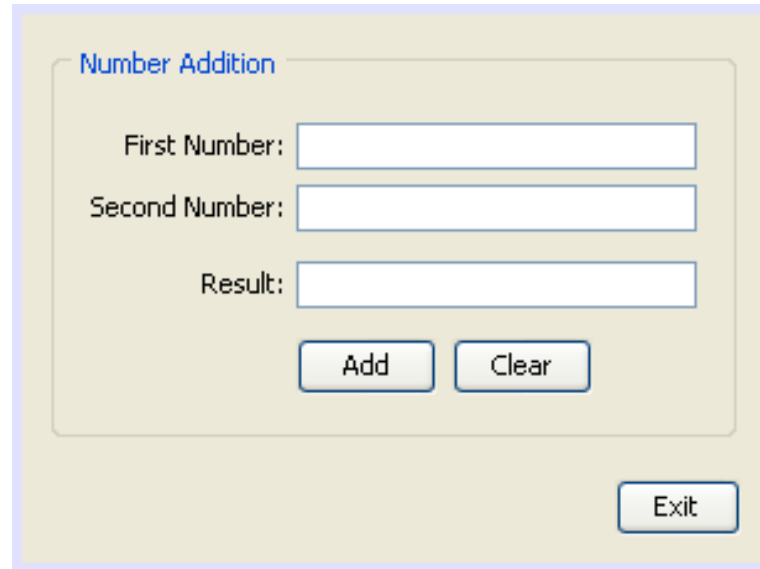 Number Addition
First Number:
Second Number:
Result:
Add Clear
Exit